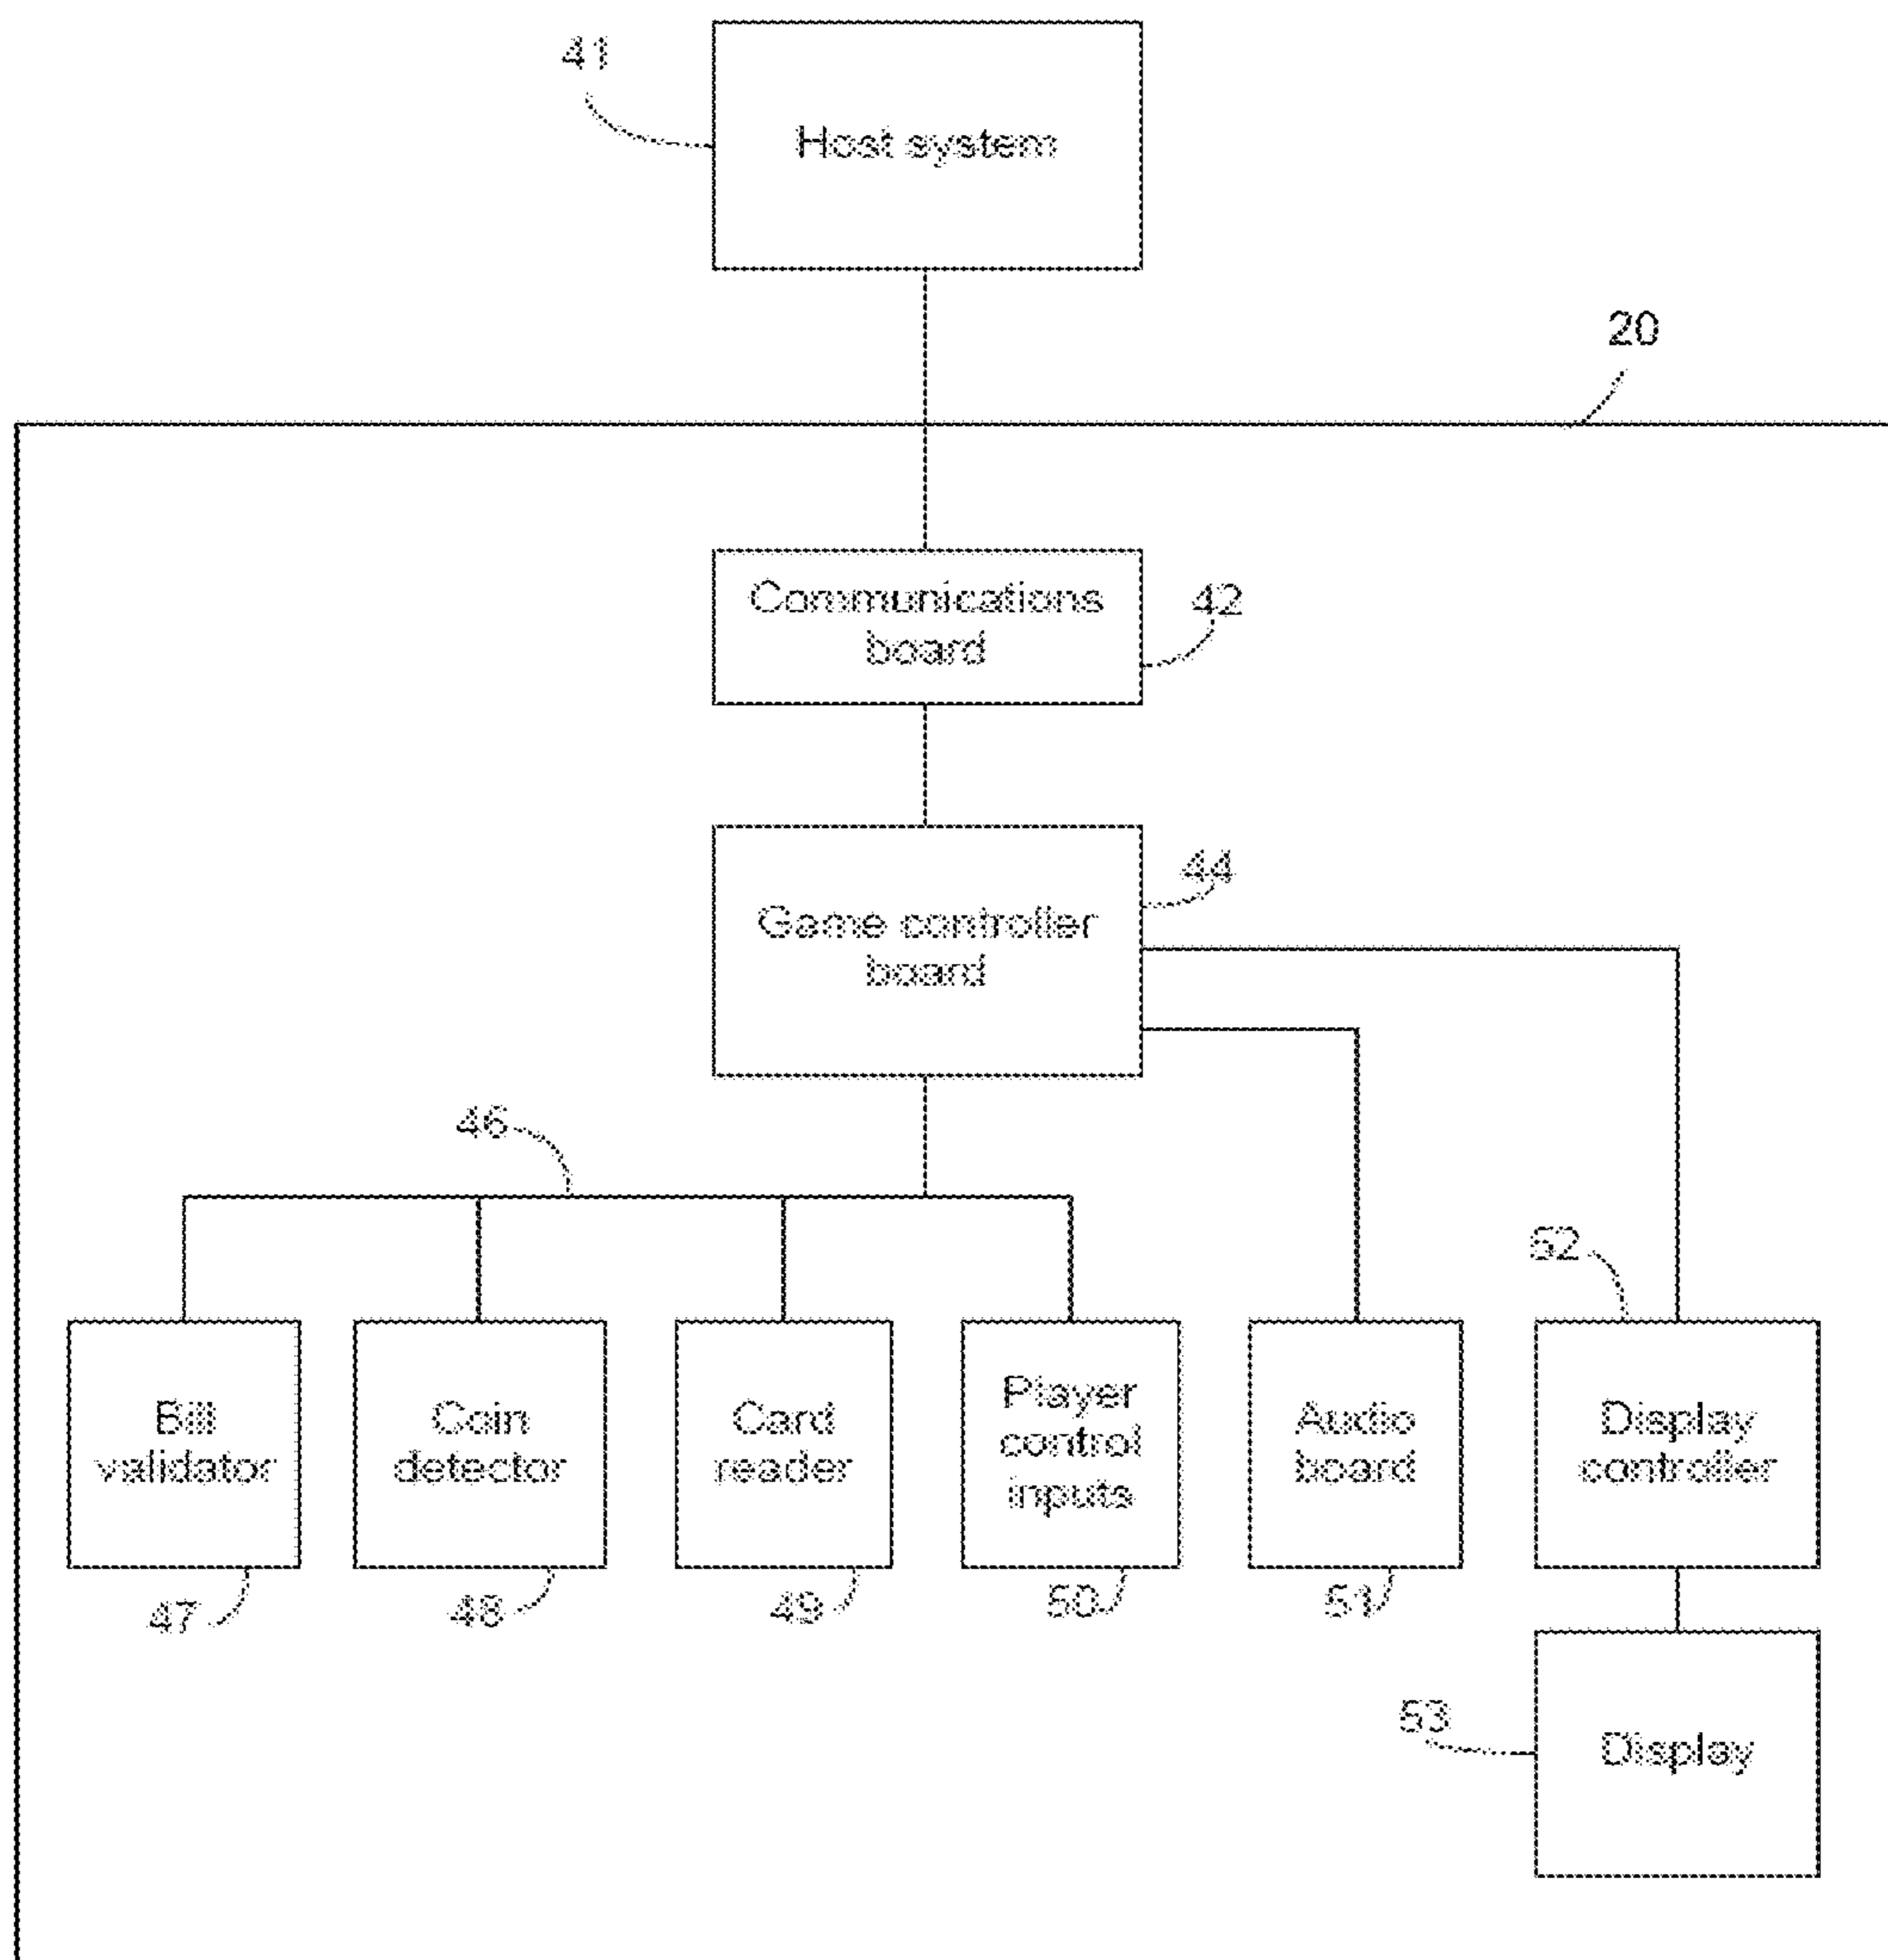 41
Host system
20
Communications
board
42
44
Game controller
board
46
52
Bill
validator
Coin
detector
Card
reader
Player
control
inputs
Audio
board
Display
controller
47
48
49
50
51
53
Display